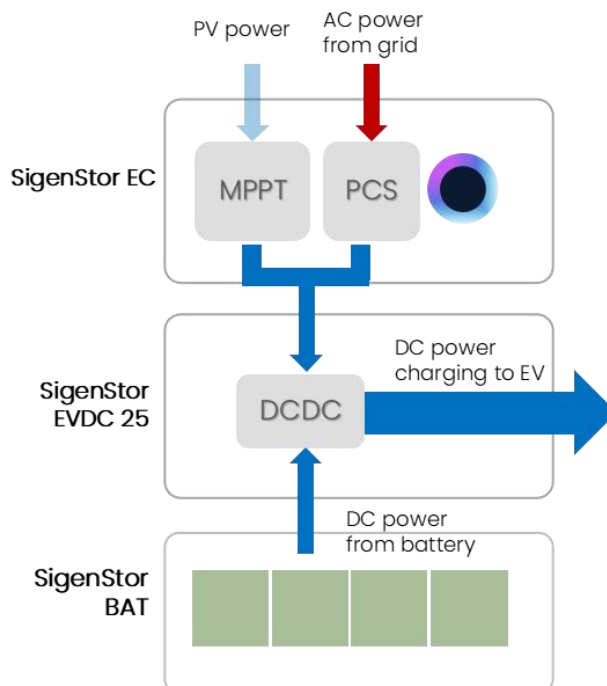 PV power
AC power
from grid
SigenStor EC
MPPT
PCS
SigenStor
EVDC 25
DC power
charging to EV
DCDC
DC power
from battery
SigenStor
BAT